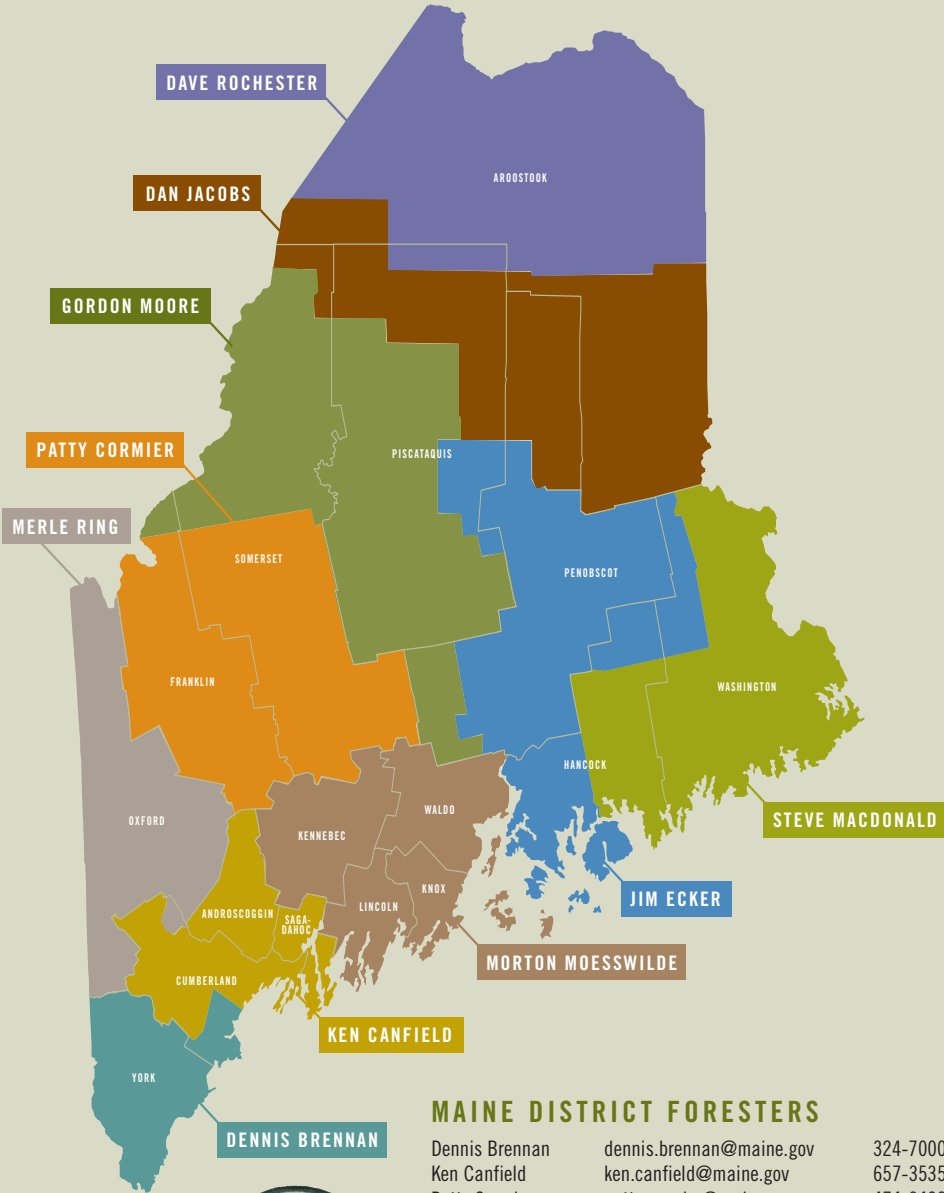 DAVE ROCHESTER
AROOSTOOK
DAN JACOBS
GORDON MOORE
PATTY CORMIER
PISCATAQUIS
MERLE RING
SOMERSET
PENOBSCOT
FRANKLIN
WASHINGTON
HANCOCK
OXFORD
WALDO
STEVE MACDONALD
KENNEBEC
KNOX
JIM ECKER
LINCOLN
ANDROSCOGGIN
SAGA-
DAHOC
MORTON MOESSWILDE
CUMBERLAND
KEN CANFIELD
YORK
DENNIS BRENNAN
MAINE DISTRICT FORESTERS
Dennis Brennan dennis.brennan@maine.gov 324-7000
Ken Canfield ken.canfield@maine.gov 657-3535